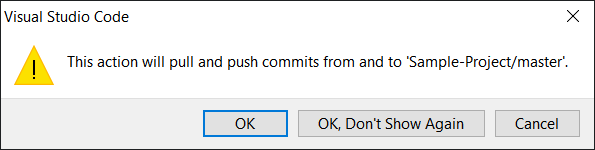 Visual Studio Code
This action will pull and push commits from and to 'Sample-Project/master'.
OK
OK, Don't Show Again
Cancel